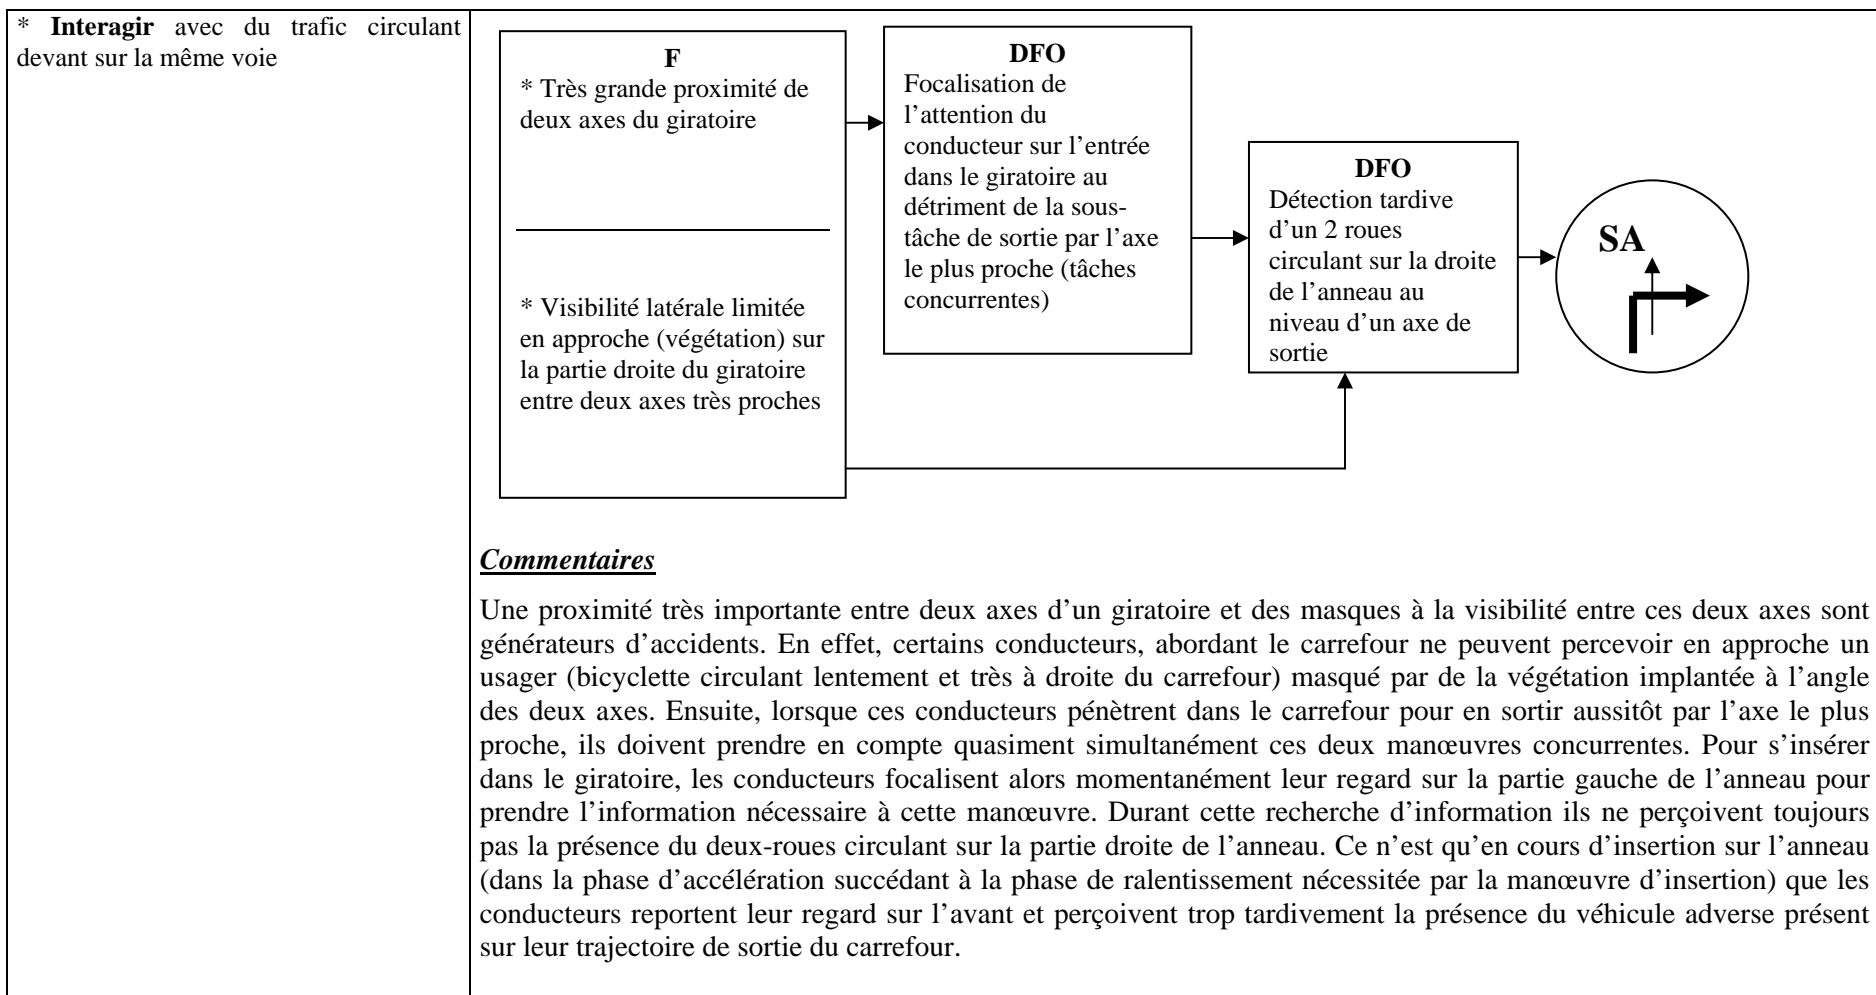 * Interagir avec du trafic circulant
devant sur la même voie
F
* Très grande proximité de
deux axes du giratoire
* Visibilité latérale limitée
en approche (végétation) sur
la partie droite du giratoire
entre deux axes très proches
DFO
Focalisation de
l’attention du
conducteur sur l’entrée
dans le giratoire au
détriment de la sous-
tâche de sortie par l’axe
le plus proche (tâches
concurrentes)
DFO
Détection tardive
d’un 2 roues
circulant sur la droite
de l’anneau au
niveau d’un axe de
sortie
SA
Commentaires
Une proximité très importante entre deux axes d’un giratoire et des masques à la visibilité entre ces deux axes sont
générateurs d’accidents. En effet, certains conducteurs, abordant le carrefour ne peuvent percevoir en approche un
usager (bicyclette circulant lentement et très à droite du carrefour) masqué par de la végétation implantée à l’angle
des deux axes. Ensuite, lorsque ces conducteurs pénètrent dans le carrefour pour en sortir aussitôt par l’axe le plus
proche, ils doivent prendre en compte quasiment simultanément ces deux manœuvres concurrentes. Pour s’insérer
dans le giratoire, les conducteurs focalisent alors momentanément leur regard sur la partie gauche de l’anneau pour
prendre l’information nécessaire à cette manœuvre. Durant cette recherche d’information ils ne perçoivent toujours
pas la présence du deux-roues circulant sur la partie droite de l’anneau. Ce n’est qu’en cours d’insertion sur l’anneau
(dans la phase d’accélération succédant à la phase de ralentissement nécessitée par la manœuvre d’insertion) que les
conducteurs reportent leur regard sur l’avant et perçoivent trop tardivement la présence du véhicule adverse présent
sur leur trajectoire de sortie du carrefour.